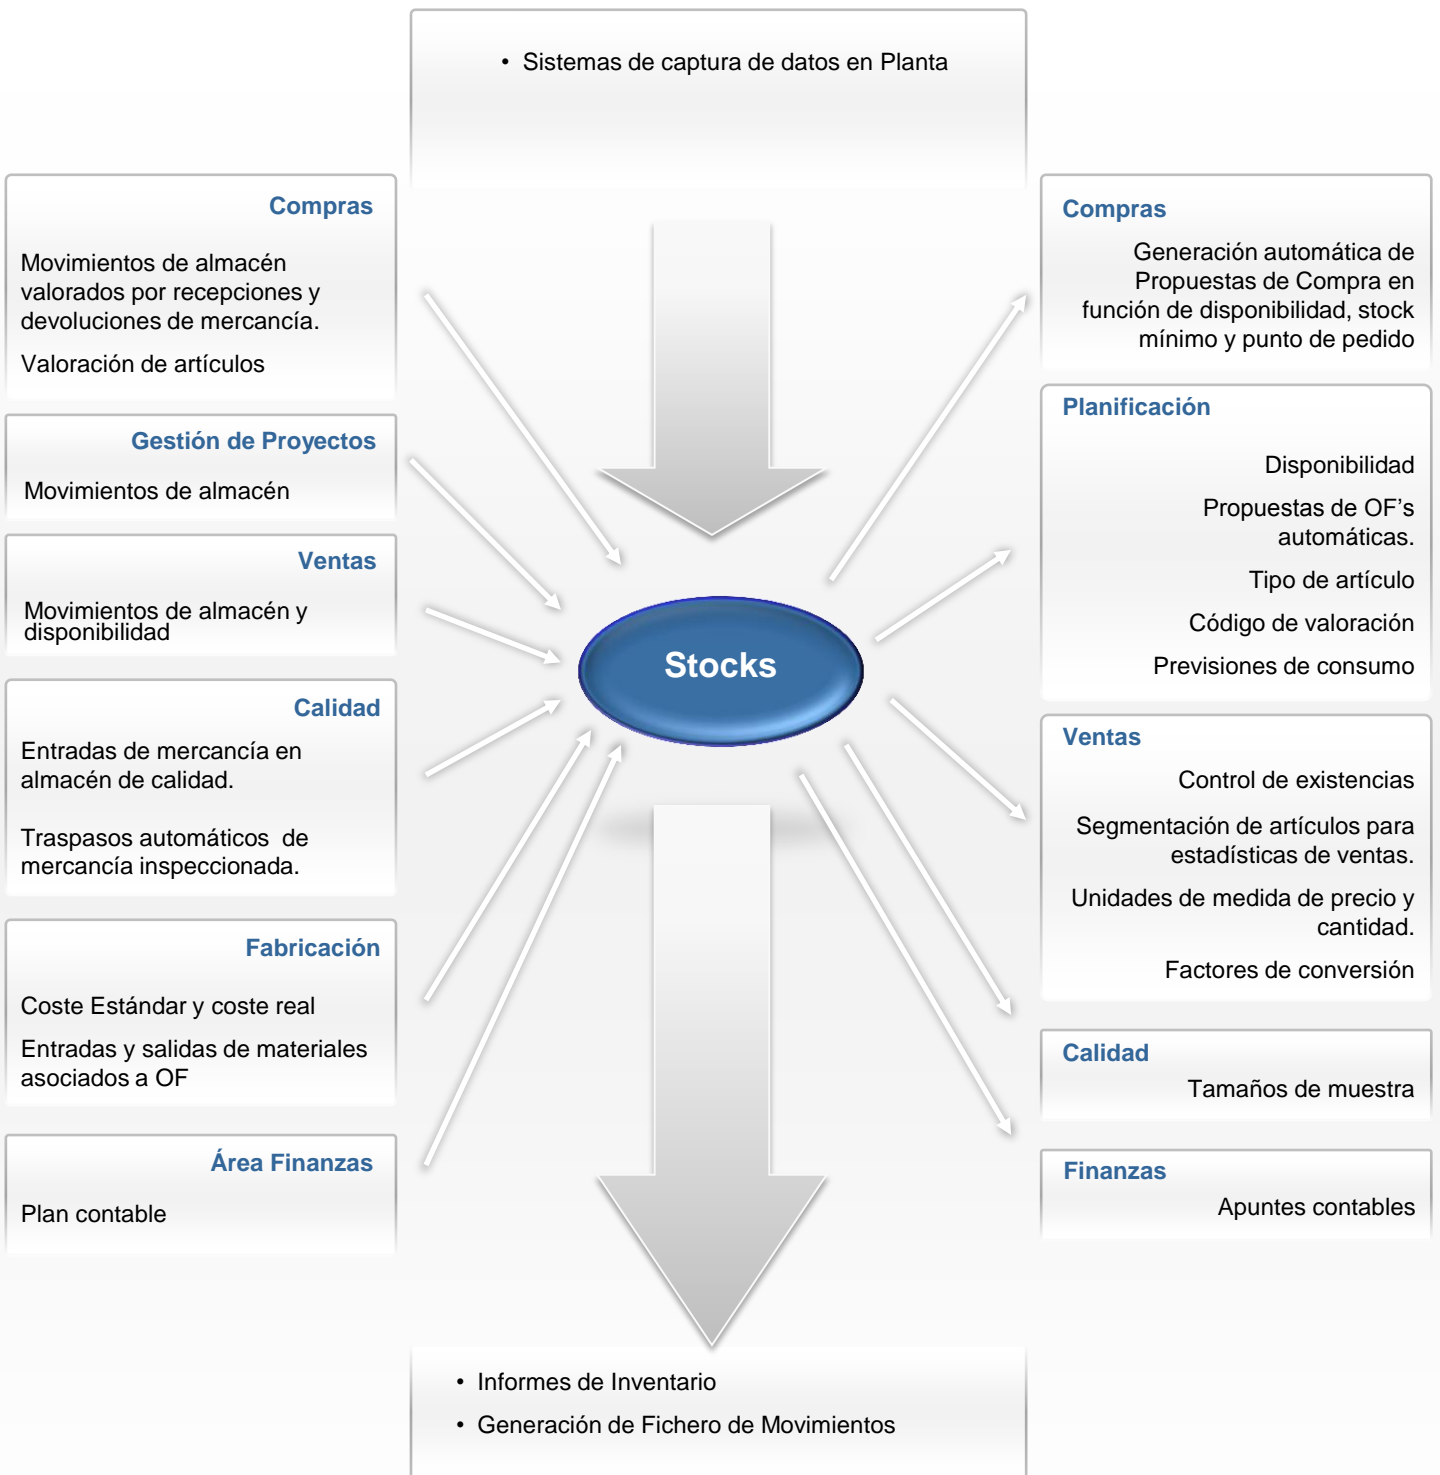 • Sistemas de captura de datos en Planta
Compras
Movimientos de almacén
valorados por recepciones y
devoluciones de mercancía.
Valoración de artículos
Gestión de Proyectos
Movimientos de almacén
Ventas
Movimientos de almacén y
disponibilidad
Calidad
Entradas de mercancía en
almacén de calidad.
Traspasos automáticos de
mercancía inspeccionada.
Fabricación
Coste Estándar y coste real
Entradas y salidas de materiales
asociados a OF
Área Finanzas
Plan contable
Stocks
Compras
Generación automática de
Propuestas de Compra en
función de disponibilidad, stock
mínimo y punto de pedido
Planificación
Disponibilidad
Propuestas de OF's
automáticas.
Tipo de artículo
Código de valoración
Previsiones de consumo
Ventas
Control de existencias
Segmentación de artículos para
estadísticas de ventas.
Unidades de medida de precio y
cantidad.
Factores de conversión
Calidad
Tamaños de muestra
Finanzas
Apuntes contables
• Informes de Inventario
• Generación de Fichero de Movimientos